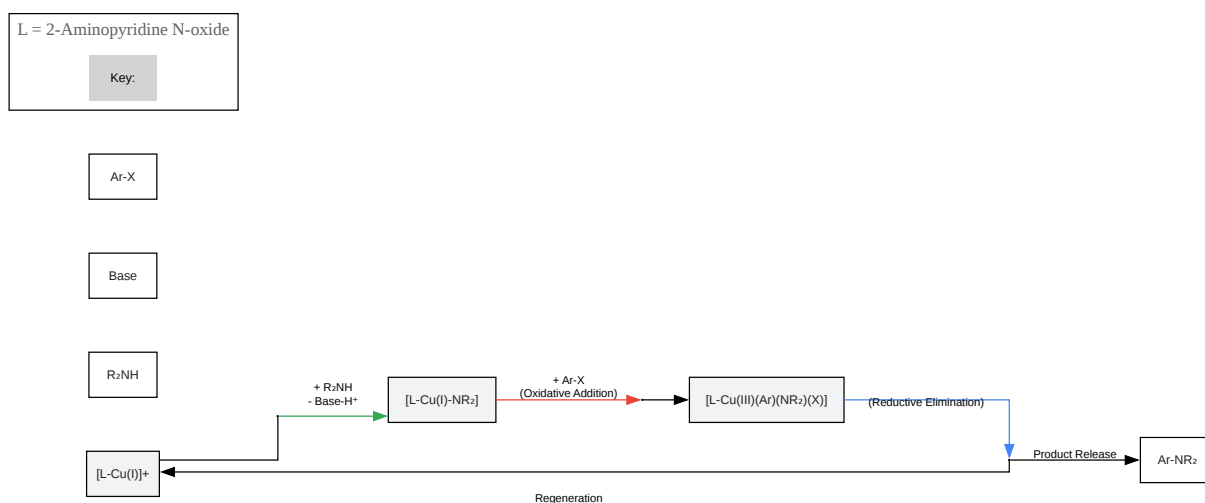 L = 2-Aminopyridine N-oxide
Key:
Ar-X
Base
R₂NH
+ R₂NH
- Base-H⁺
[L-Cu(I)-NR₂]
+ Ar-X
(Oxidative Addition)
[L-Cu(III)(Ar)(NR₂)(X)]
(Reductive Elimination)
[L-Cu(I)]+
Product Release
Ar-NR₂
Regeneration